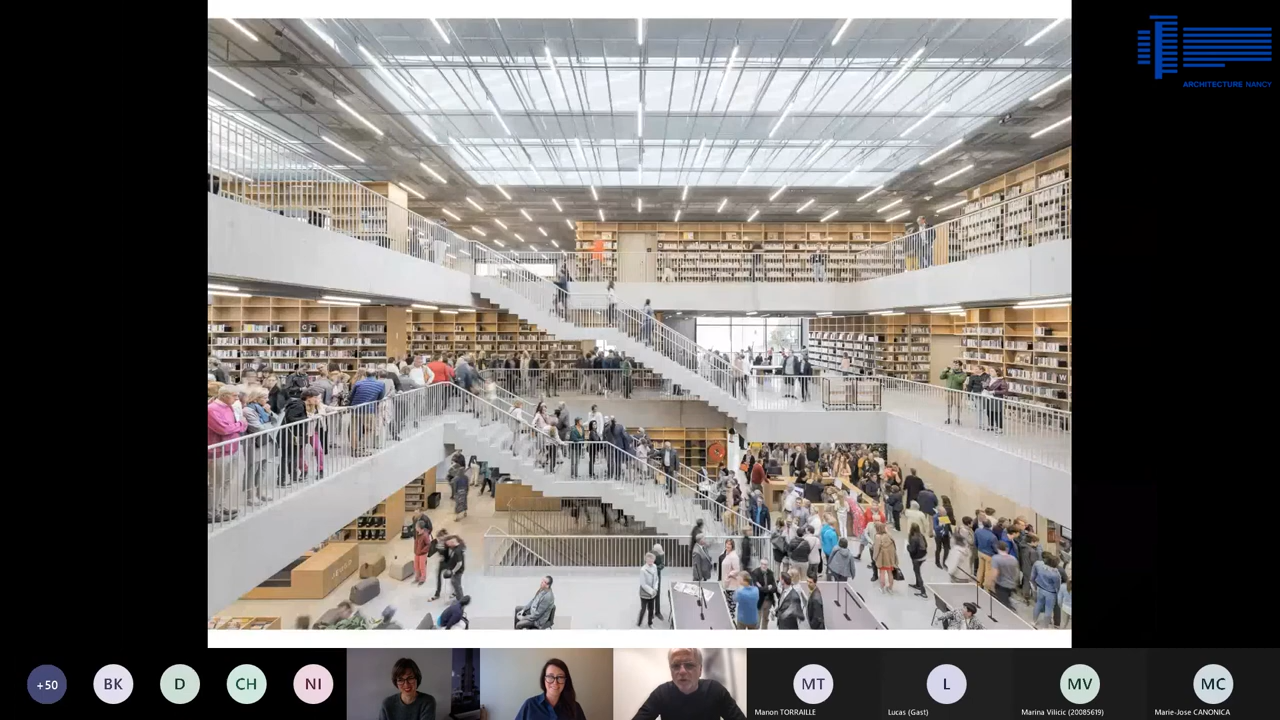 ARCHITECTURE NANCY
+50
BK
D
CH
NI
MT
L
MV
MC
Manon TORRAILLE
Lucas (Gast)
Marina Vilicic (20085619)
Marie-Jose CANONICA